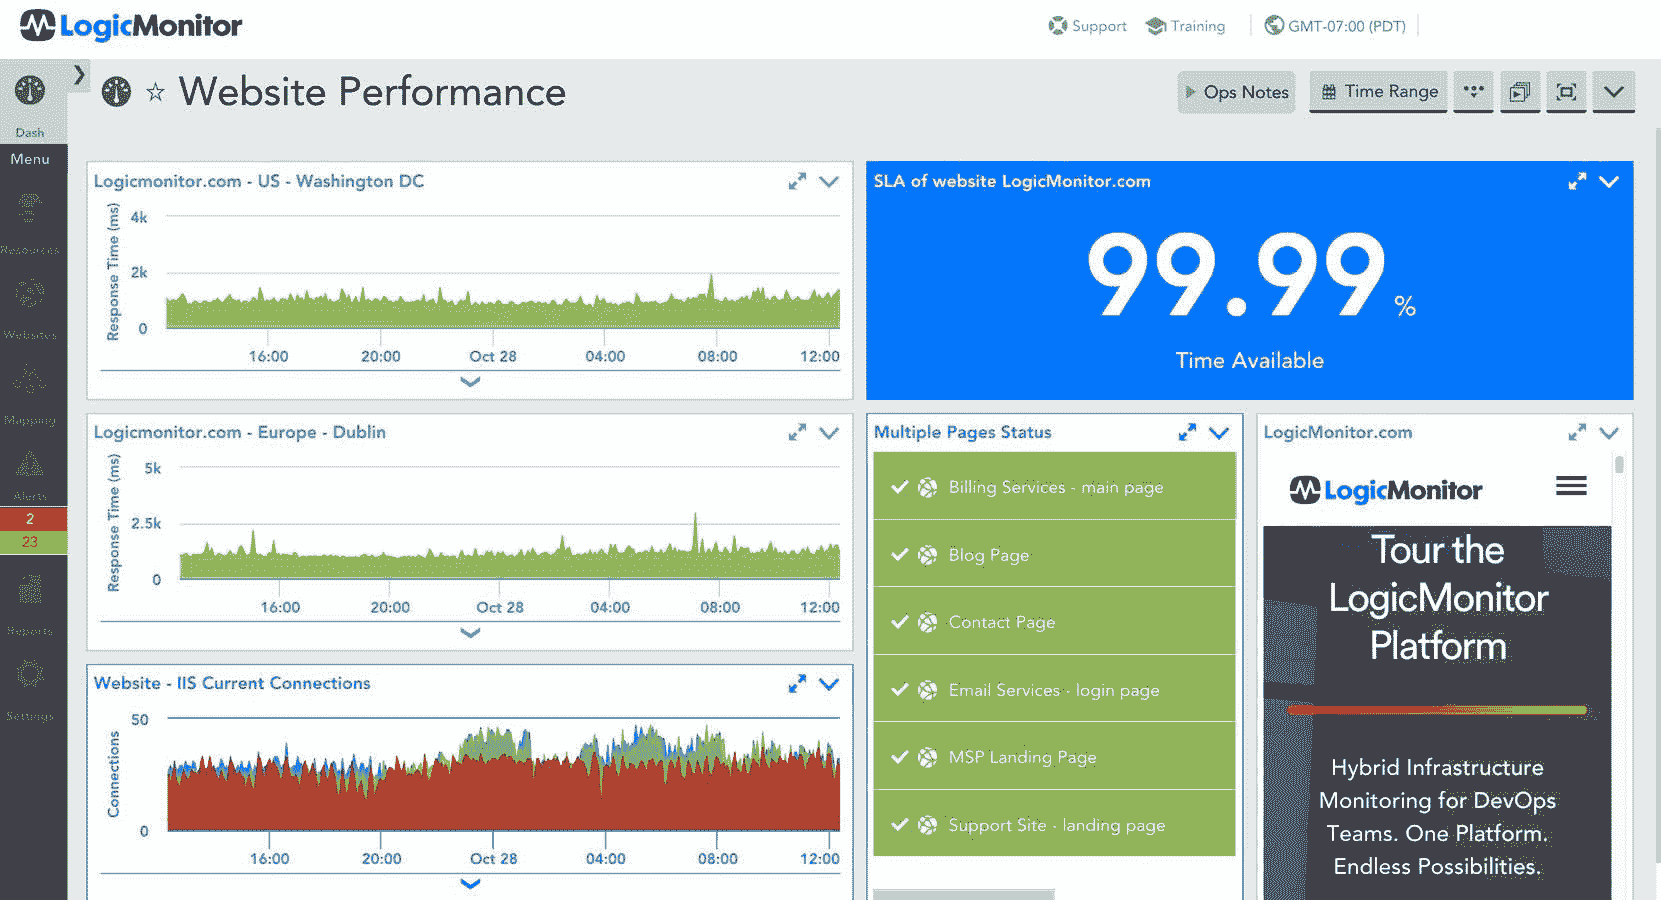 LogicMonitor
Support
Training
GMT-07:00 (PDT)
Dash
Menu
Resources
Websites
Mapping
Alerts
2
23
Reports
Settings
Website Performance
Ops Notes
Time Range
Logicmonitor.com - US - Washington DC
Response Time (ms)
4k
2k
0
16:00 20:00 Oct 28 04:00 08:00 12:00
SLA of website LogicMonitor.com
99.99 %
Time Available
Logicmonitor.com - Europe - Dublin
Response Time (ms)
5k
2.5k
0
16:00 20:00 Oct 28 04:00 08:00 12:00
Website - IIS Current Connections
Connections
50
0
16:00 20:00 Oct 28 04:00 08:00 12:00
Multiple Pages Status
Billing Services - main page
Blog Page
Contact Page
Email Services - login page
MSP Landing Page
Support Site - landing page
LogicMonitor.com
LogicMonitor
Tour the
LogicMonitor
Platform
Hybrid Infrastructure
Monitoring for DevOps
Teams. One Platform.
Endless Possibilities.